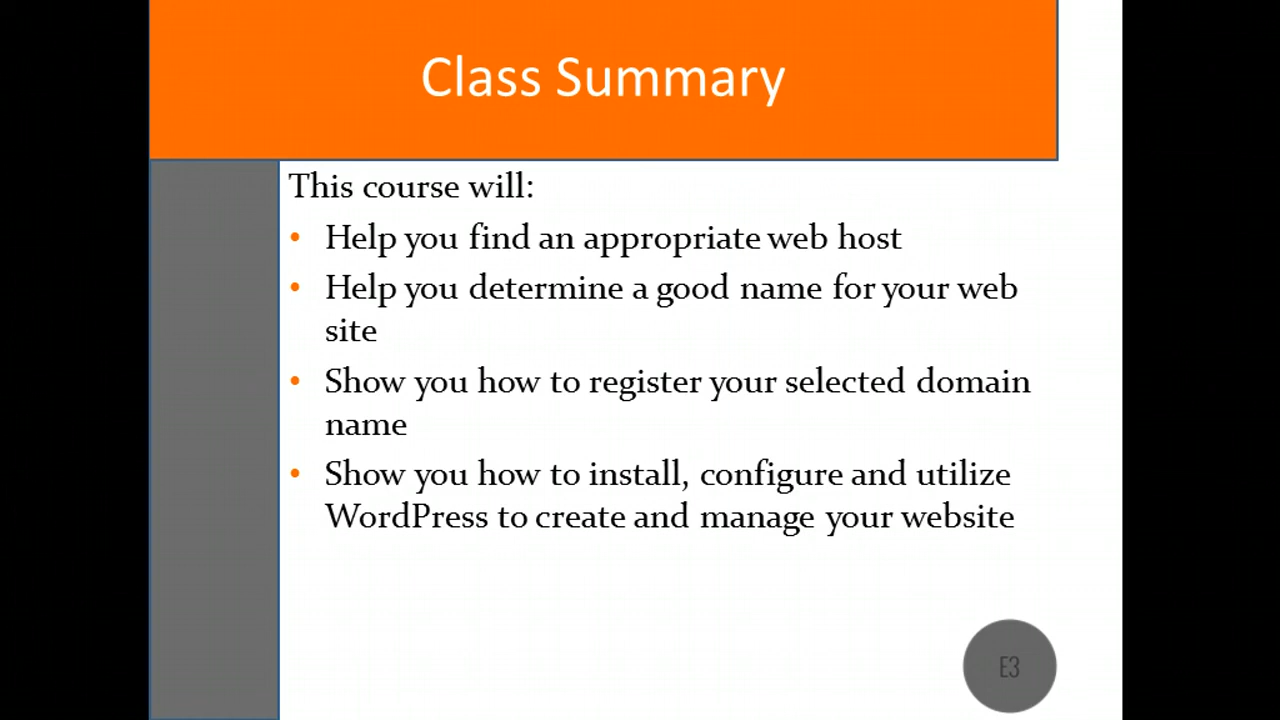 Class Summary
This course will:
• Help you find an appropriate web host
• Help you determine a good name for your web
site
• Show you how to register your selected domain
name
• Show you how to install, configure and utilize
WordPress to create and manage your website
E3